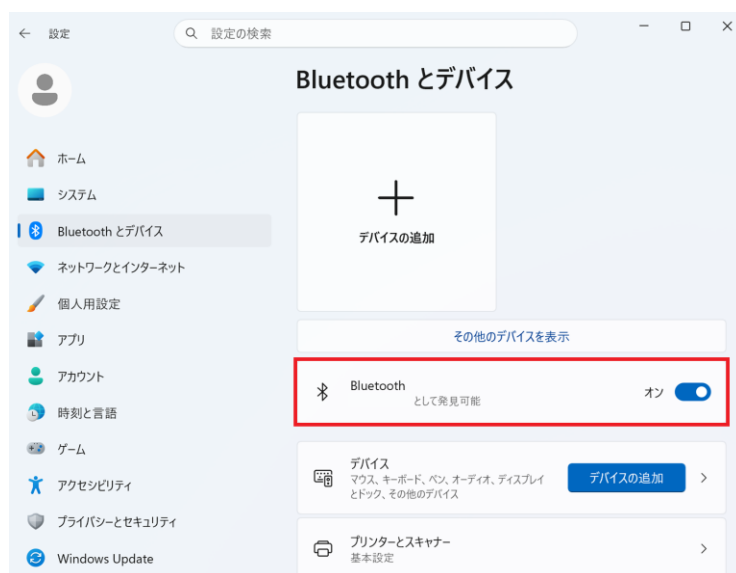 設定
設定の検索
Bluetooth とデバイス
ホーム
システム
Bluetooth とデバイス
ネットワークとインターネット
個人用設定
アプリ
アカウント
時刻と言語
ゲーム
アクセシビリティ
プライバシーとセキュリティ
Windows Update
デバイスの追加
その他のデバイスを表示
Bluetooth
として発見可能
オン
デバイス
マウス、キーボード、ペン、オーディオ、ディスプレイ
とドック、その他のデバイス
デバイスの追加
プリンターとスキャナー
基本設定